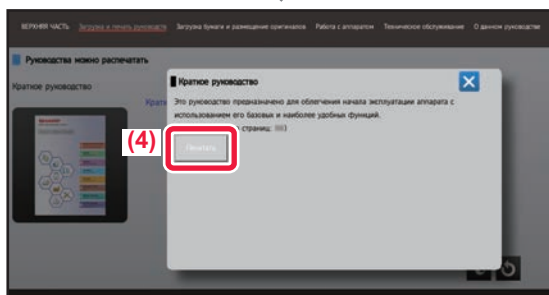 ВЕРХНЯЯ ЧАСТЬ Загрузка и печать руководств Загрузка бумаги и размещение оригиналов Работа с аппаратом Техническое обслуживание О данном руководстве
Руководства можно распечатать
Краткое руководство
Кратк
Краткое руководство
Это руководство предназначено для облегчения начала эксплуатации аппарата с
использованием его базовых и наиболее удобных функций.
страниц:
(4)
Печатать